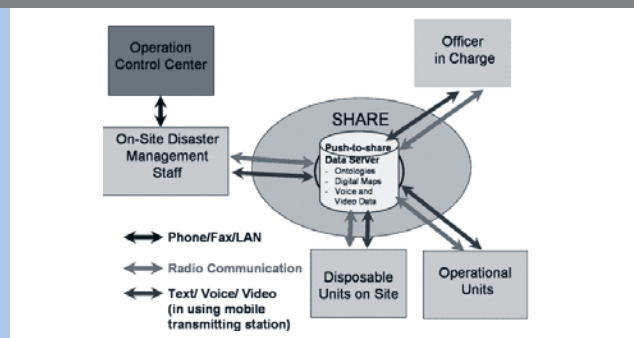 Operation
Control Center
Officer
in Charge
SHARE
On-Site Disaster
Management
Staff
Push-to-share
Data Server
- Ontologies
- Digital Maps
- Voice and
Video Data
Phone/Fax/LAN
Radio Communication
Text/ Voice/ Video
(in using mobile
transmitting station)
Disposable
Units on Site
Operational
Units